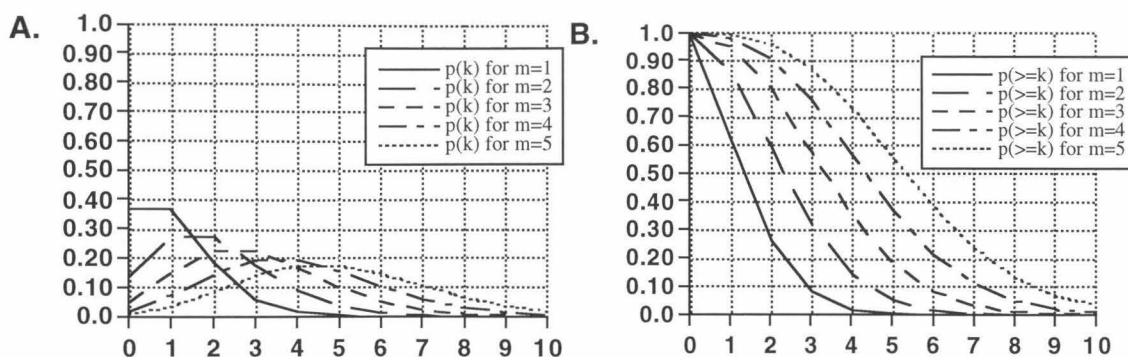 A.
1.0
0.90
0.80
0.70
0.60
0.50
0.40
0.30
0.20
0.10
0.0
0 1 2 3 4 5 6 7 8 9 10
p(k) for m=1
p(k) for m=2
p(k) for m=3
p(k) for m=4
p(k) for m=5
B.
1.0
0.90
0.80
0.70
0.60
0.50
0.40
0.30
0.20
0.10
0.0
0 1 2 3 4 5 6 7 8 9 10
p(>=k) for m=1
p(>=k) for m=2
p(>=k) for m=3
p(>=k) for m=4
p(>=k) for m=5